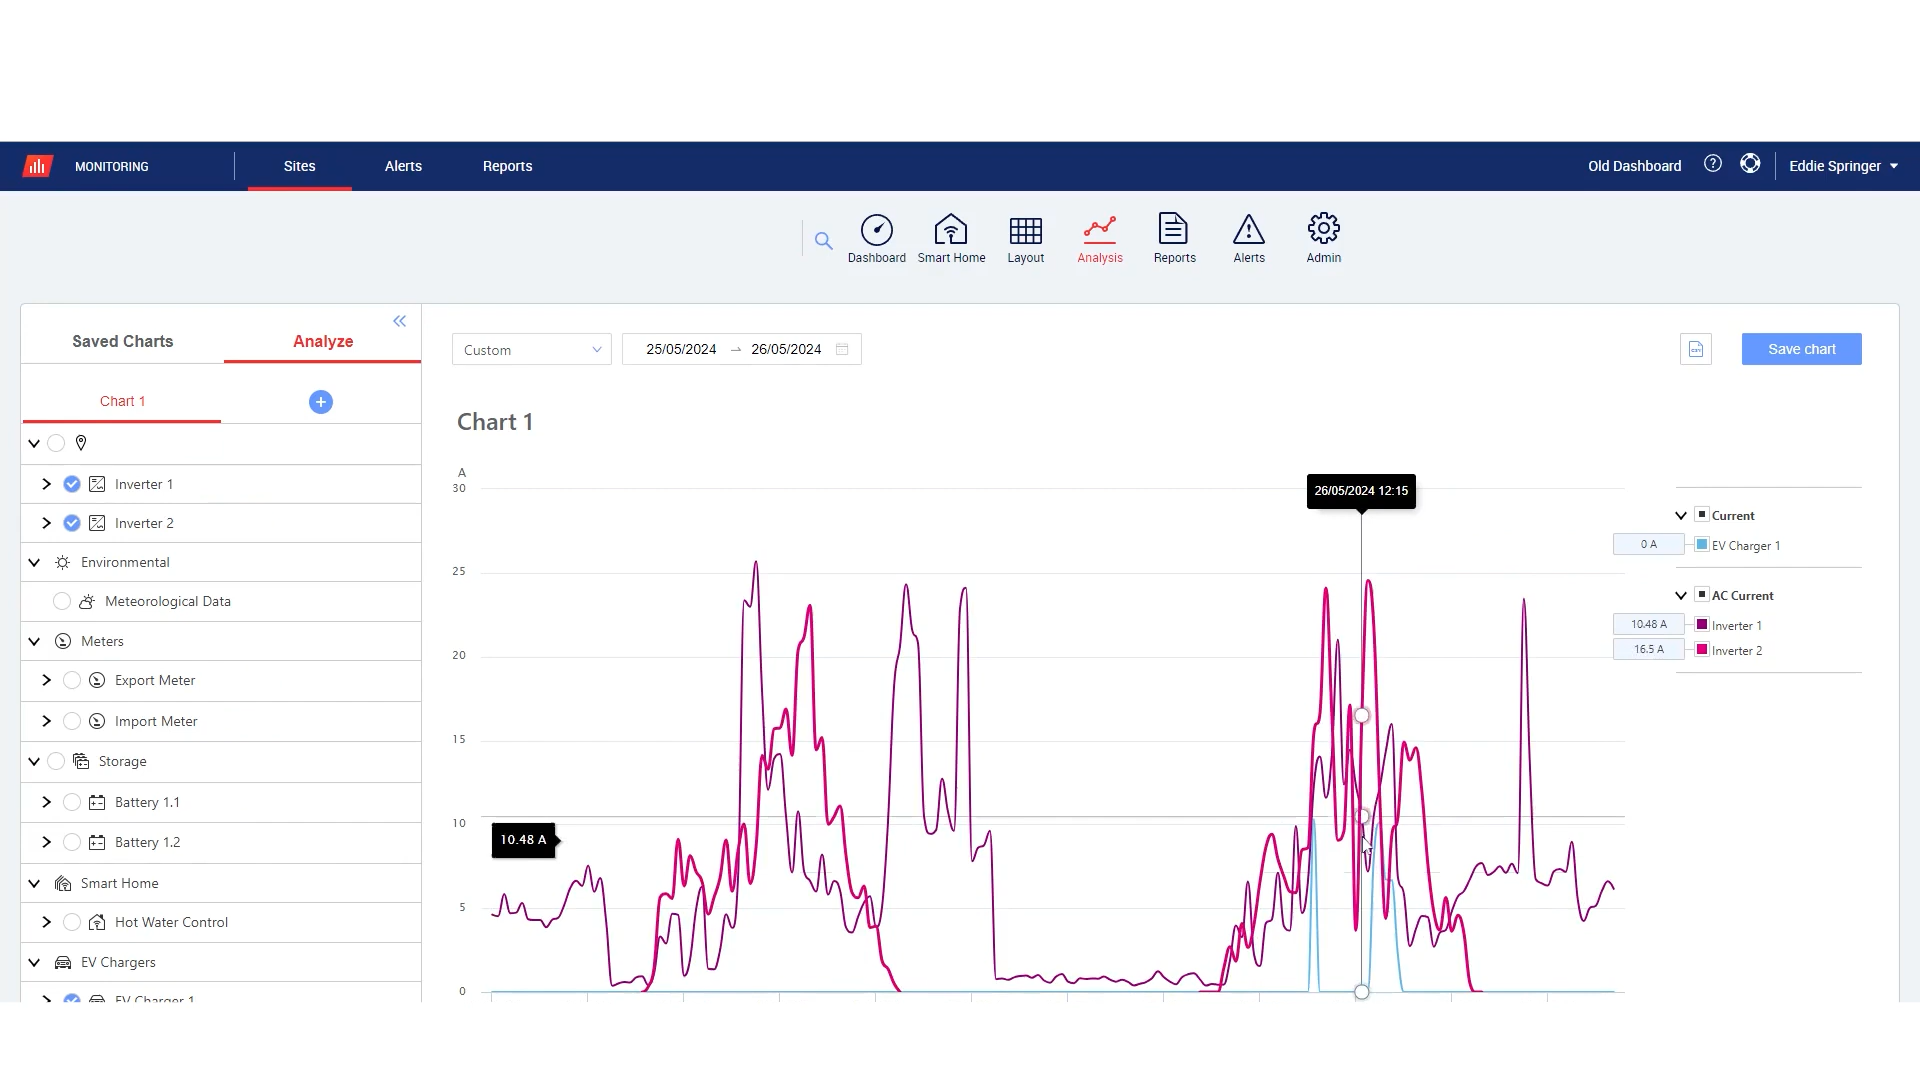 MONITORING
Sites
Alerts
Reports
Old Dashboard
?
Eddie Springer
Dashboard
Smart Home
Layout
Analysis
Reports
Alerts
Admin
Saved Charts
Analyze
Custom
25/05/2024 → 26/05/2024
CSV
Save chart
Chart 1
+
Inverter 1
Inverter 2
Environmental
Meteorological Data
Meters
Export Meter
Import Meter
Storage
Battery 1.1
Battery 1.2
Smart Home
Hot Water Control
EV Chargers
EV Charger 1
Chart 1
A
30
25
20
15
10
5
0
26/05/2024 12:15
10.48 A
Current
0 A
EV Charger 1
AC Current
10.48 A
Inverter 1
16.5 A
Inverter 2